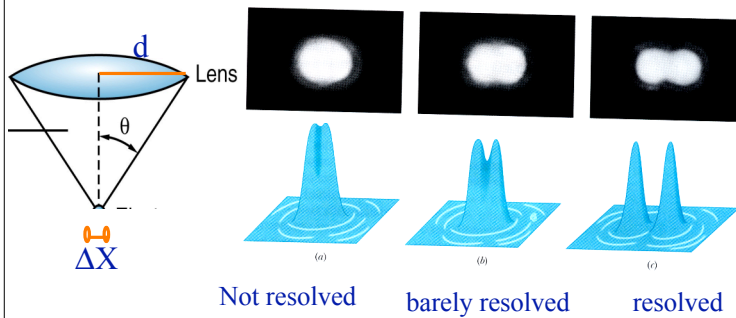 d
Lens
θ
ΔX
(a)
(b)
(c)
Not resolved
barely resolved
resolved